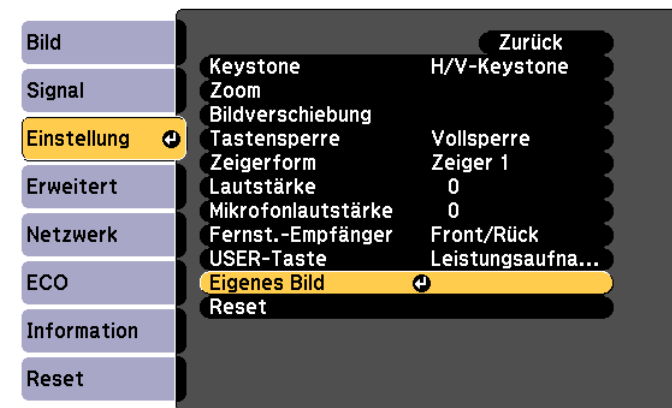 Bild
Signal
Einstellung
Erweitert
Netzwerk
ECO
Information
Reset
Zurück
Keystone H/V-Keystone
Zoom
Bildverschiebung
Tastensperre Vollsperre
Zeigerform Zeiger 1
Lautstärke 0
Mikrofonlautstärke 0
Fernst.-Empfänger Front/Rück
USER-Taste Leistungsaufna...
Eigenes Bild
Reset